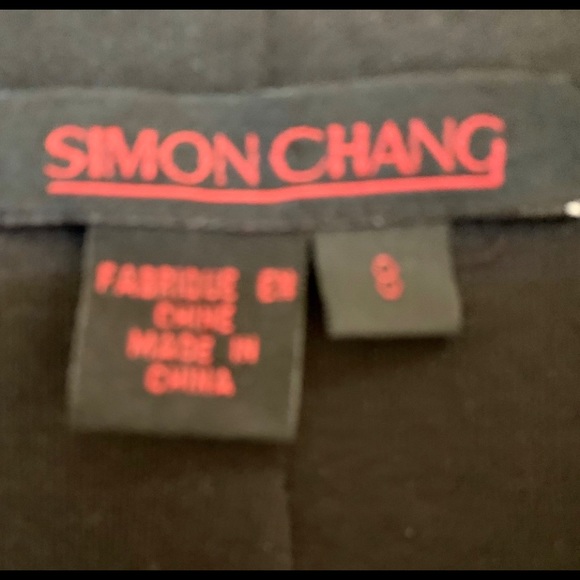 SIMON CHANG
FABRIQUE EN
CHINE
MADE IN
CHINA
8